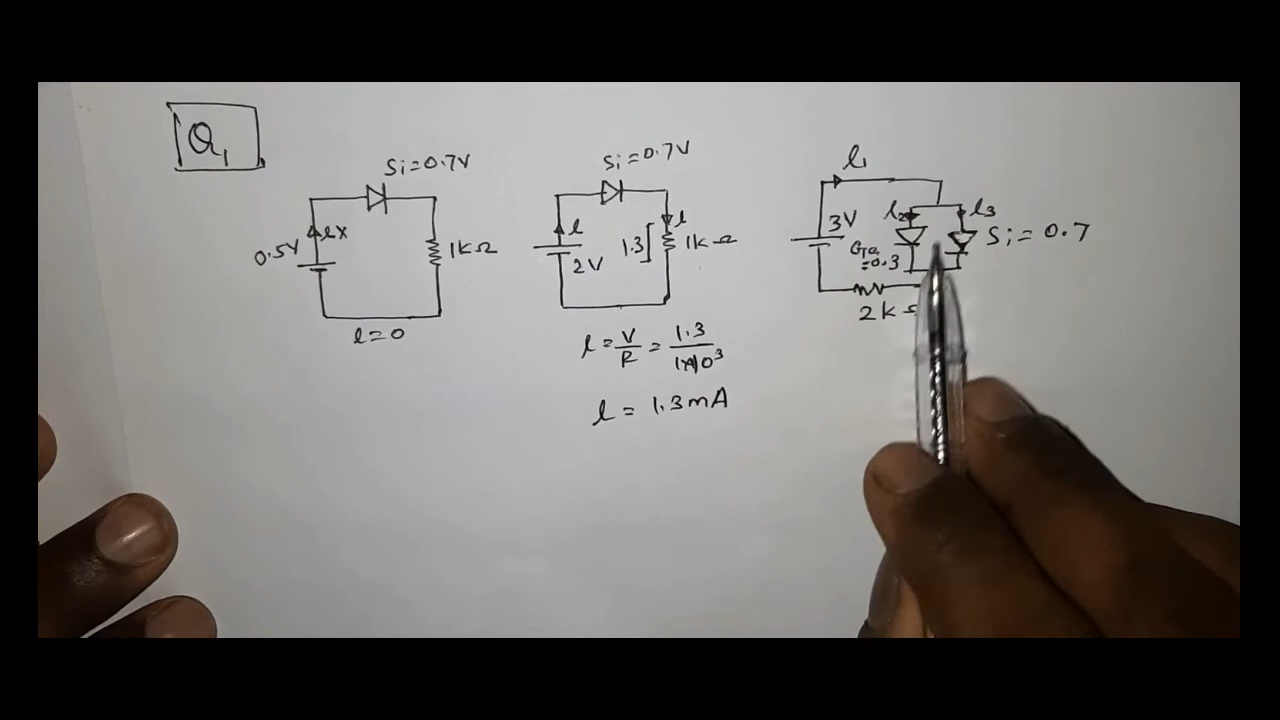 Q1
Si=0.7V
0.5V
Ix
1kΩ
I=0
Si=0.7V
I
I
2V
1.3
1kΩ
I = V/R = 1.3/1×10³
I = 1.3mA
I1
3V
I2
I3
Ge
=0.3
Si=0.7
2k